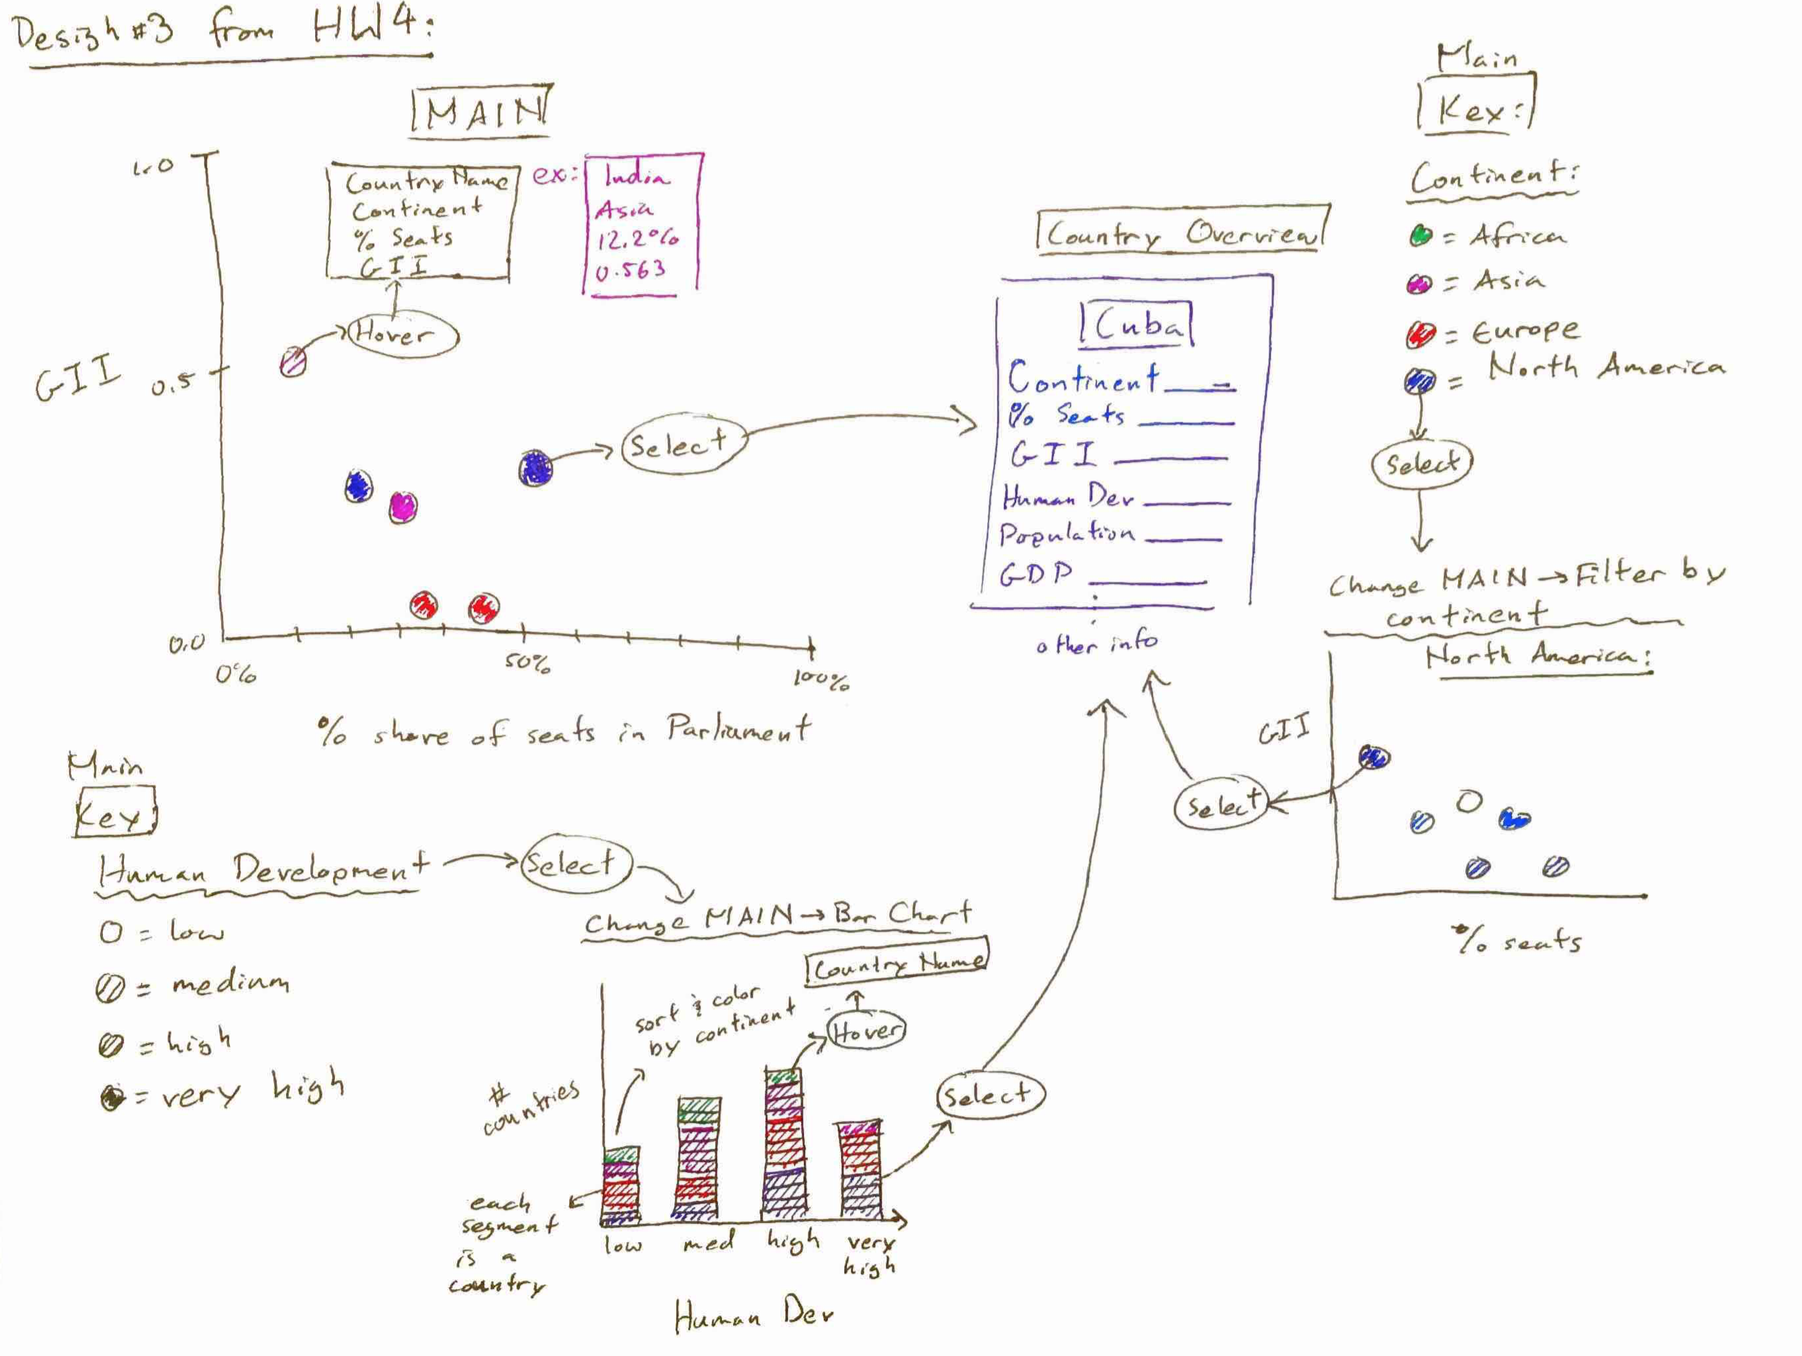 Design #3 from HW4:
MAIN
1.0
Country Name
Continent
% Seats
GII
ex:
India
Asia
12.2%
0.563
Hover
GII
0.5
Select
0.0
0%
50%
100%
% share of seats in Parliament
Country Overview
Cuba
Continent
% Seats
GII
Human Dev
Population
GDP
other info
Main
Key:
Continent:
= Africa
= Asia
= Europe
= North America
Select
Change MAIN → Filter by
continent
North America:
GII
Select
% seats
Main
Key
Human Development
Select
= low
= medium
= high
= very high
Change MAIN → Bar Chart
Country Name
sort & color
by continent
Hover
#
countries
Select
each
segment
is a
country
low
med
high
very
high
Human Dev